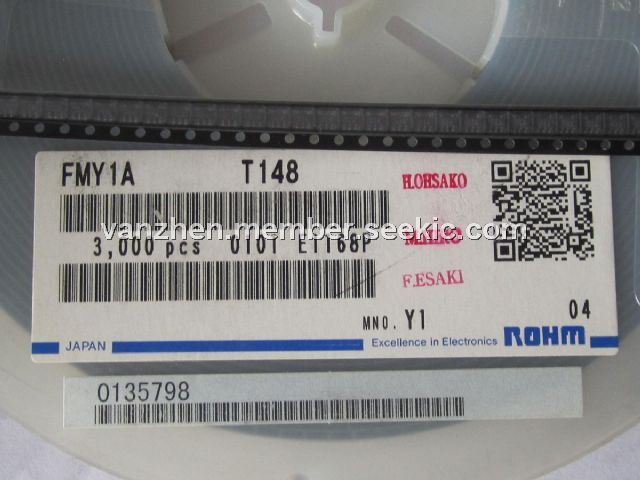 FMY1A T148
H.OHSAKO
vanzhen.member.seekic.com
3,000 pcs 0101 E1168P
F.ESAKI
MNO. Y1 04
JAPAN Excellence in Electronics ROHM
0135798